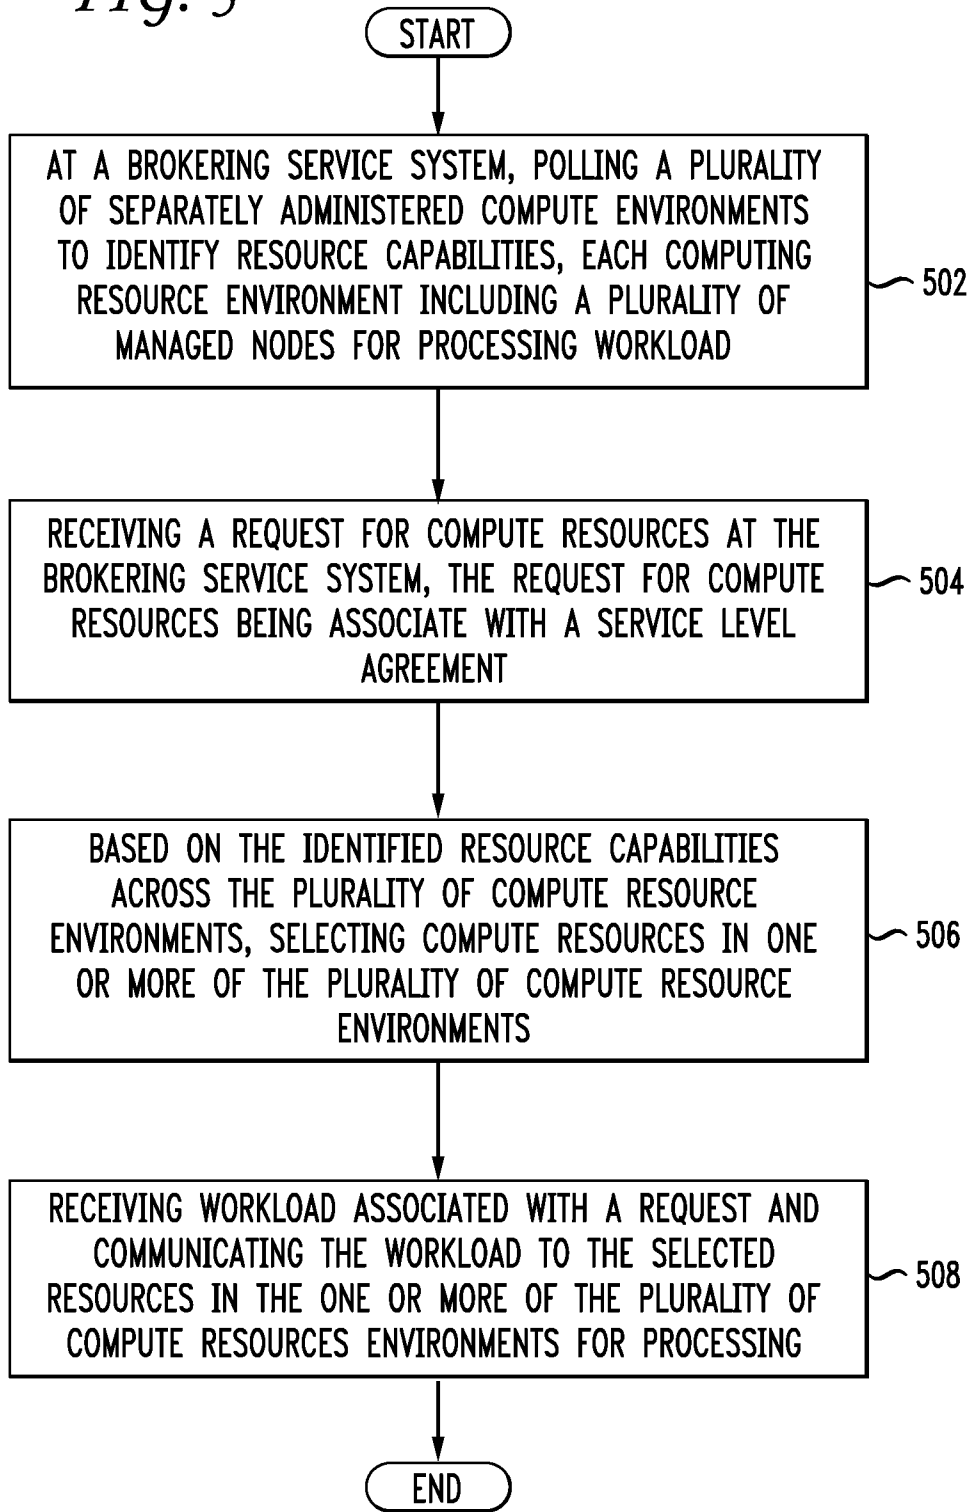 Fig. 5
START
AT A BROKERING SERVICE SYSTEM, POLLING A PLURALITY
OF SEPARATELY ADMINISTERED COMPUTE ENVIRONMENTS
TO IDENTIFY RESOURCE CAPABILITIES, EACH COMPUTING
RESOURCE ENVIRONMENT INCLUDING A PLURALITY OF
MANAGED NODES FOR PROCESSING WORKLOAD
502
RECEIVING A REQUEST FOR COMPUTE RESOURCES AT THE
BROKERING SERVICE SYSTEM, THE REQUEST FOR COMPUTE
RESOURCES BEING ASSOCIATE WITH A SERVICE LEVEL
AGREEMENT
504
BASED ON THE IDENTIFIED RESOURCE CAPABILITIES
ACROSS THE PLURALITY OF COMPUTE RESOURCE
ENVIRONMENTS, SELECTING COMPUTE RESOURCES IN ONE
OR MORE OF THE PLURALITY OF COMPUTE RESOURCE
ENVIRONMENTS
506
RECEIVING WORKLOAD ASSOCIATED WITH A REQUEST AND
COMMUNICATING THE WORKLOAD TO THE SELECTED
RESOURCES IN THE ONE OR MORE OF THE PLURALITY OF
COMPUTE RESOURCES ENVIRONMENTS FOR PROCESSING
508
END